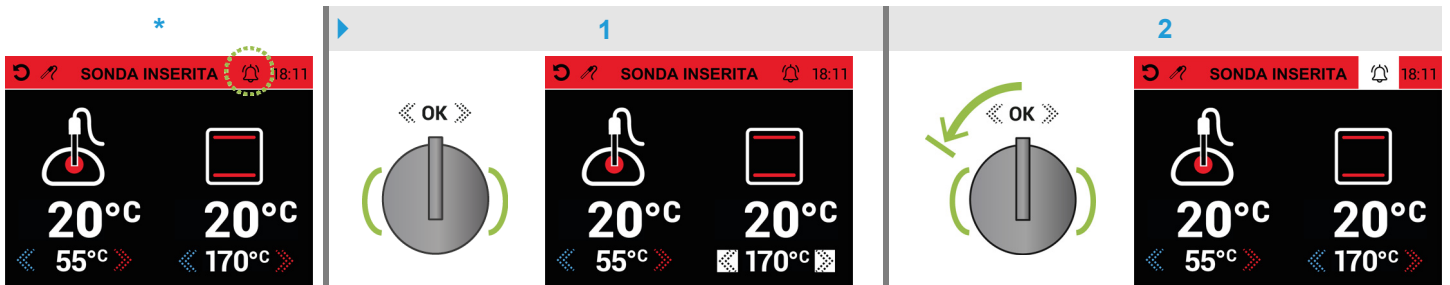 *
1
2
SONDA INSERITA 18:11
20°C 20°C
55°C 170°C
OK
SONDA INSERITA 18:11
20°C 20°C
55°C 170°C
OK
SONDA INSERITA 18:11
20°C 20°C
55°C 170°C